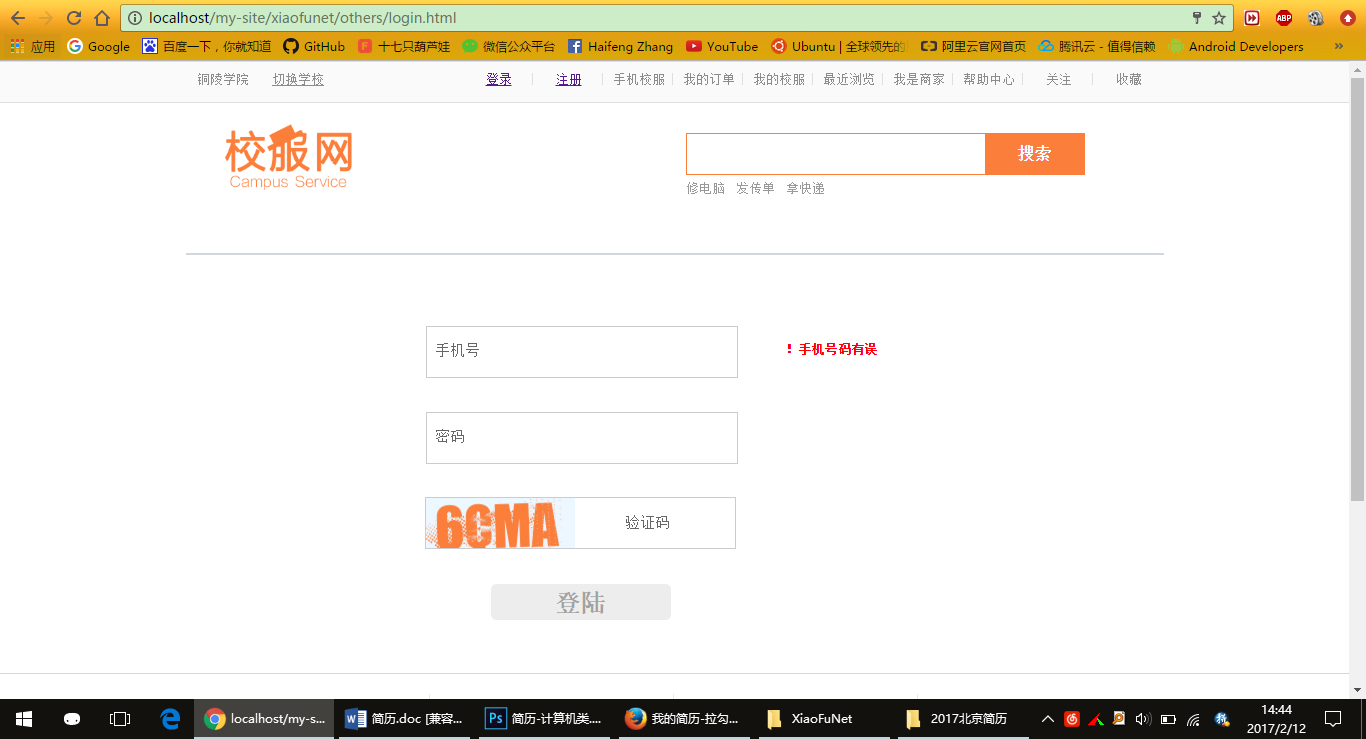 localhost/my-site/xiaofunet/others/login.html
应用 Google 百度一下，你就知道 GitHub 十七只葫芦娃 微信公众平台 Haifeng Zhang YouTube Ubuntu | 全球领先的 阿里云官网首页 腾讯云 - 值得信赖 Android Developers »
铜陵学院 切换学校 登录 注册 手机校服 我的订单 我的校服 最近浏览 我是商家 帮助中心 关注 收藏
校服网
Campus Service
搜索
修电脑 发传单 拿快递
手机号
! 手机号码有误
密码
6CMA 验证码
登陆
localhost/my-s... 简历.doc [兼容... 简历-计算机类.... 我的简历-拉勾... XiaoFuNet 2017北京简历
14:44
2017/2/12